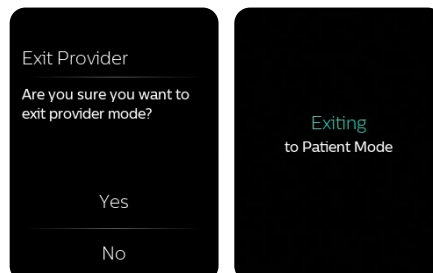 Exit Provider
Are you sure you want to
exit provider mode?
Yes
No
Exiting
to Patient Mode